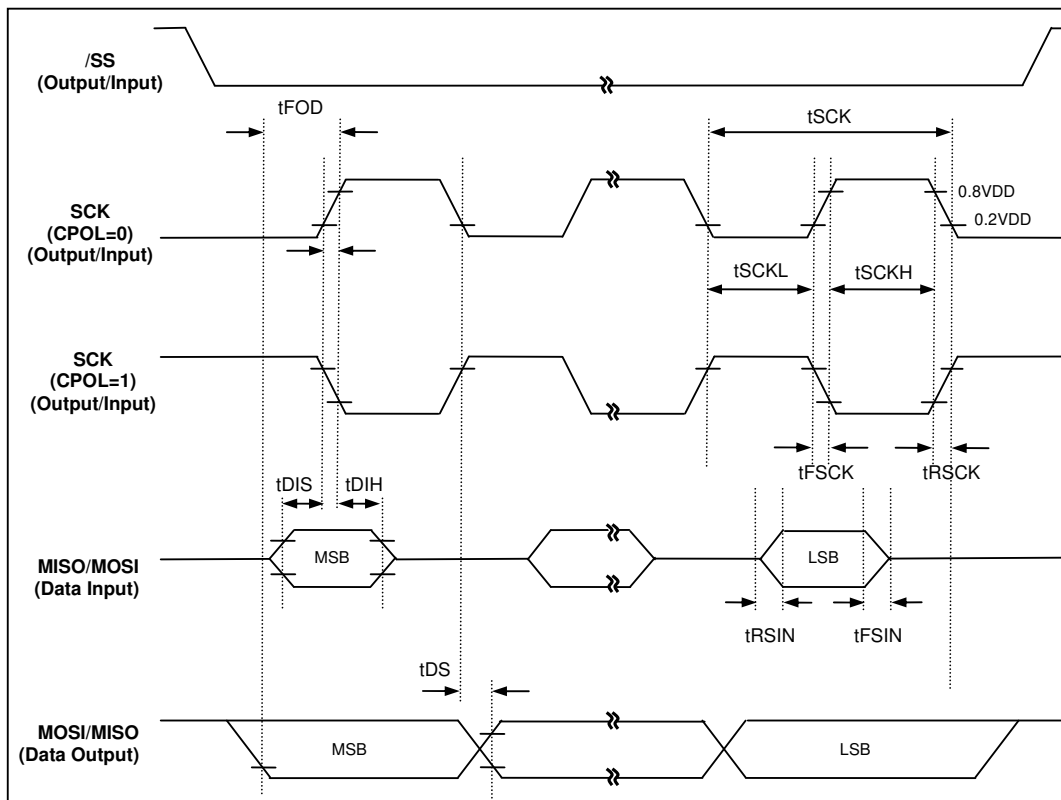 /SS
(Output/Input)
tFOD
tSCK
SCK
(CPOL=0)
(Output/Input)
0.8VDD
0.2VDD
tSCKL
tSCKH
SCK
(CPOL=1)
(Output/Input)
tFSCK
tRSCK
tDIS
tDIH
MISO/MOSI
(Data Input)
MSB
LSB
tRSIN
tFSIN
tDS
MOSI/MISO
(Data Output)
MSB
LSB